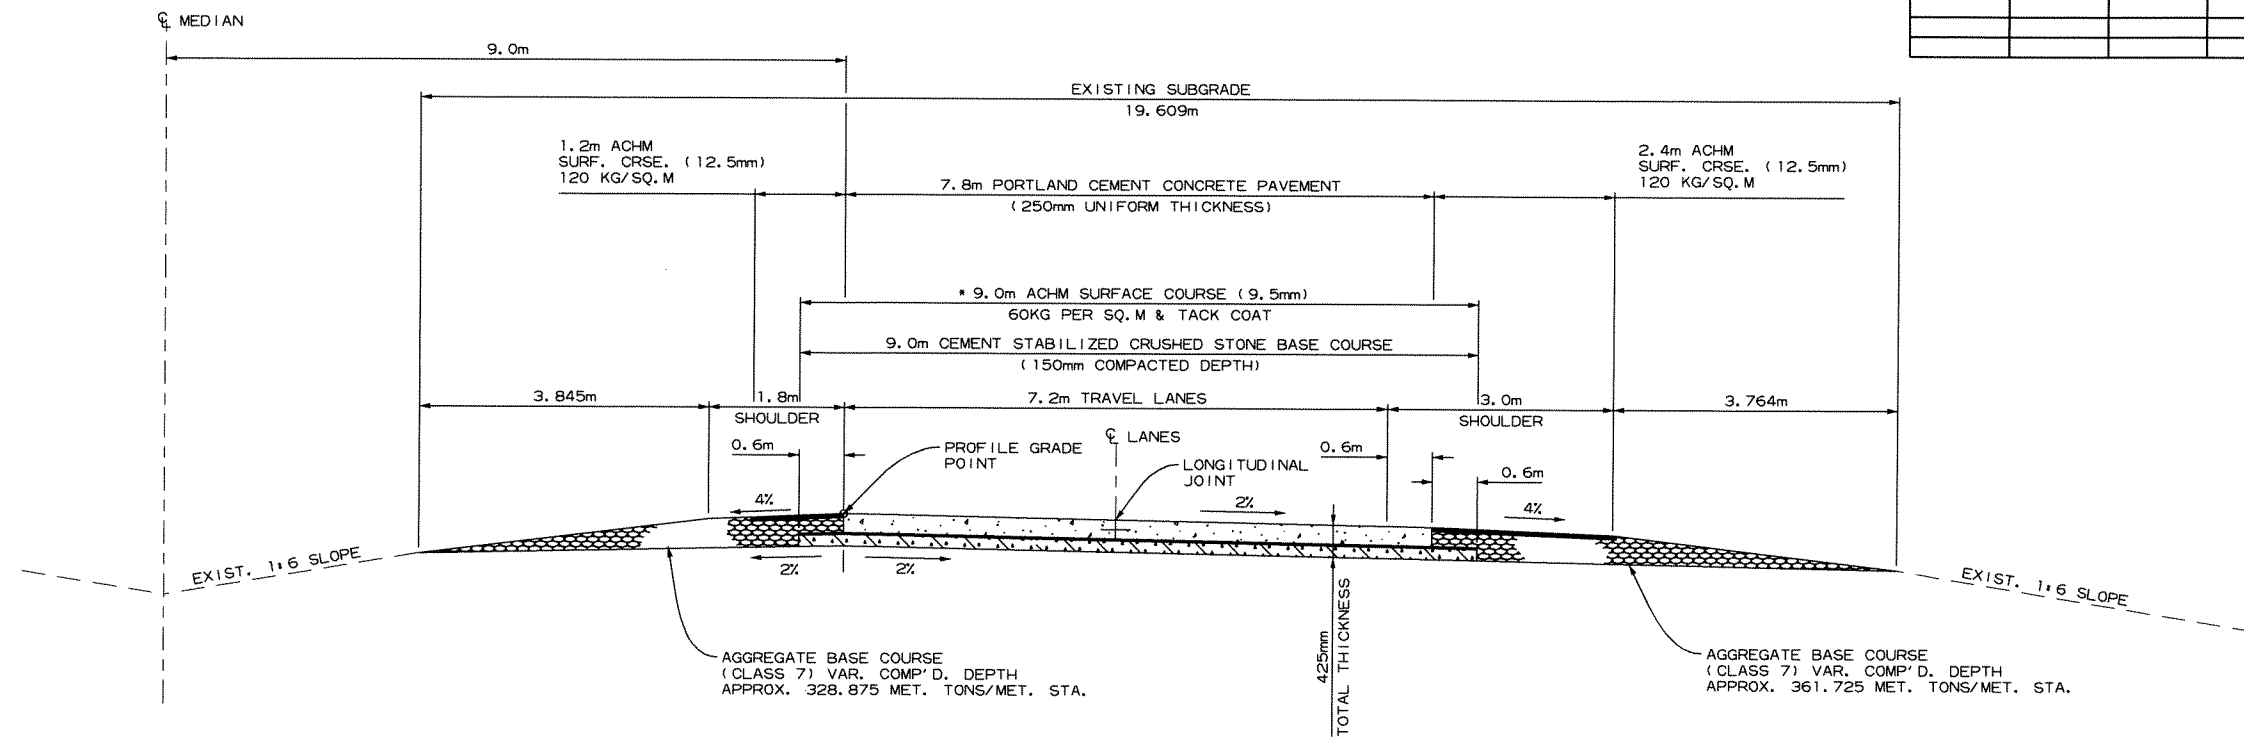 ℄ MEDIAN
9.0m
EXISTING SUBGRADE
19.609m
1.2m ACHM
SURF. CRSE. (12.5mm)
120 KG/SQ.M
2.4m ACHM
SURF. CRSE. (12.5mm)
120 KG/SQ.M
7.8m PORTLAND CEMENT CONCRETE PAVEMENT
(250mm UNIFORM THICKNESS)
* 9.0m ACHM SURFACE COURSE (9.5mm)
60KG PER SQ.M & TACK COAT
9.0m CEMENT STABILIZED CRUSHED STONE BASE COURSE
(150mm COMPACTED DEPTH)
3.845m
1.8m
SHOULDER
7.2m TRAVEL LANES
3.0m
SHOULDER
3.764m
0.6m
PROFILE GRADE
POINT
℄ LANES
LONGITUDINAL
JOINT
0.6m
0.6m
4%
2%
4%
2%
2%
EXIST. 1:6 SLOPE
EXIST. 1:6 SLOPE
425mm
TOTAL THICKNESS
AGGREGATE BASE COURSE
(CLASS 7) VAR. COMP'D. DEPTH
APPROX. 328.875 MET. TONS/MET. STA.
AGGREGATE BASE COURSE
(CLASS 7) VAR. COMP'D. DEPTH
APPROX. 361.725 MET. TONS/MET. STA.